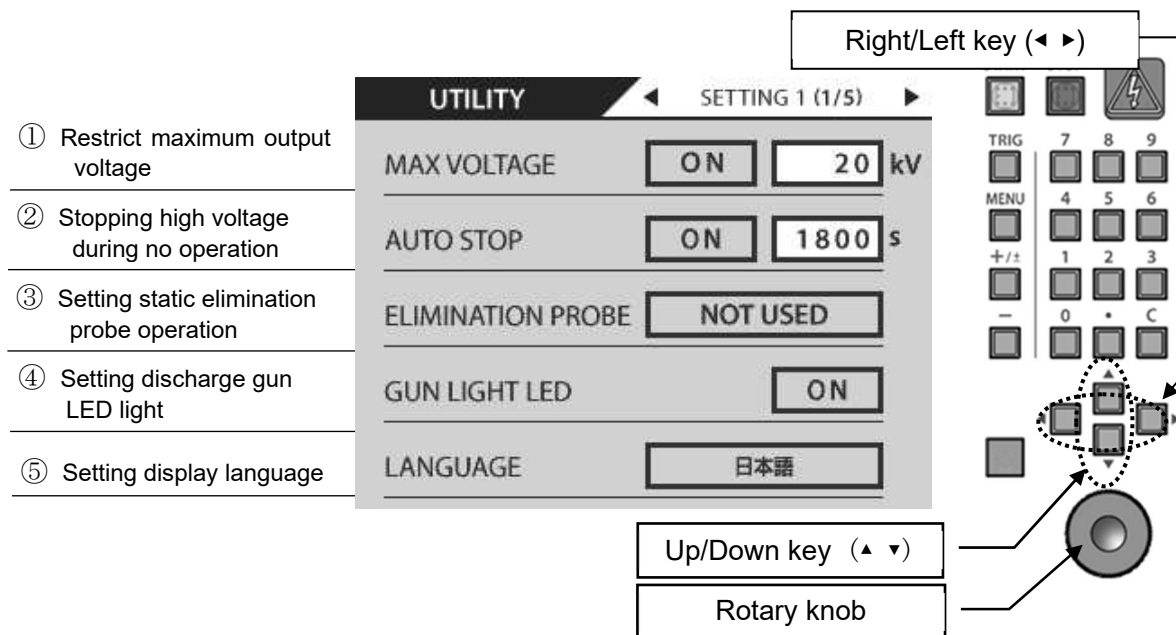 Right/Left key (◂ ▸)
UTILITY ◀ SETTING 1 (1/5) ▶
① Restrict maximum output
voltage
MAX VOLTAGE ON 20 kV
② Stopping high voltage
during no operation
AUTO STOP ON 1800 s
③ Setting static elimination
probe operation
ELIMINATION PROBE NOT USED
④ Setting discharge gun
LED light
GUN LIGHT LED ON
⑤ Setting display language
LANGUAGE 日本語
TRIG 7 8 9
MENU 4 5 6
+/± 1 2 3
− 0 • C
▲
◀ ▶
▼
Up/Down key (▴ ▾)
Rotary knob